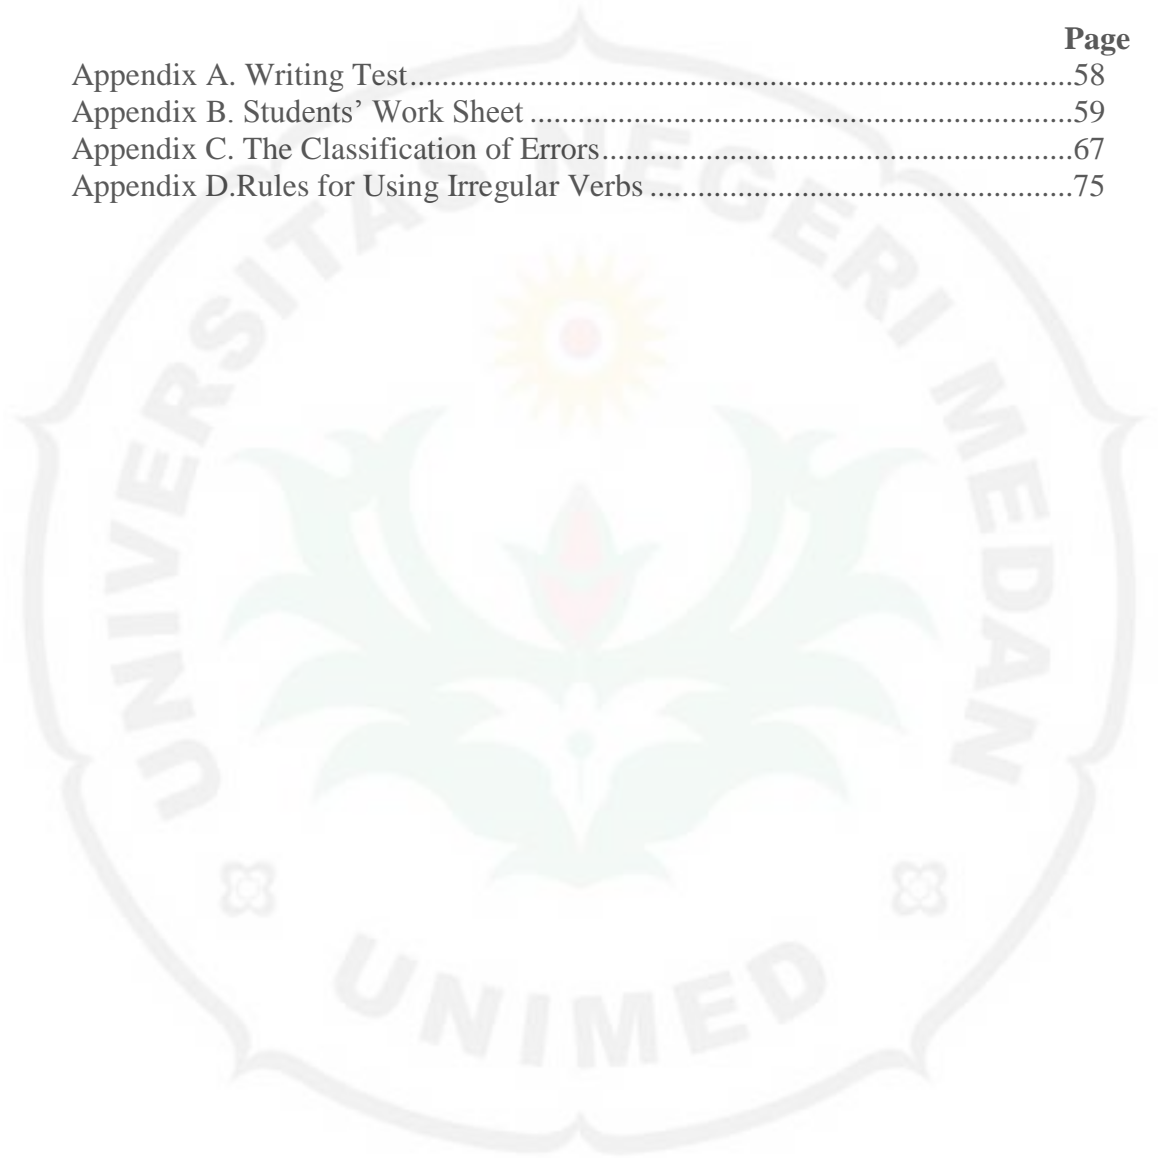 Page
Appendix A. Writing Test..........................................................................................58
Appendix B. Students’ Work Sheet ..........................................................................59
Appendix C. The Classification of Errors................................................................67
Appendix D.Rules for Using Irregular Verbs .........................................................75
UNIVERSITAS NEGERI MEDAN
UNIMED